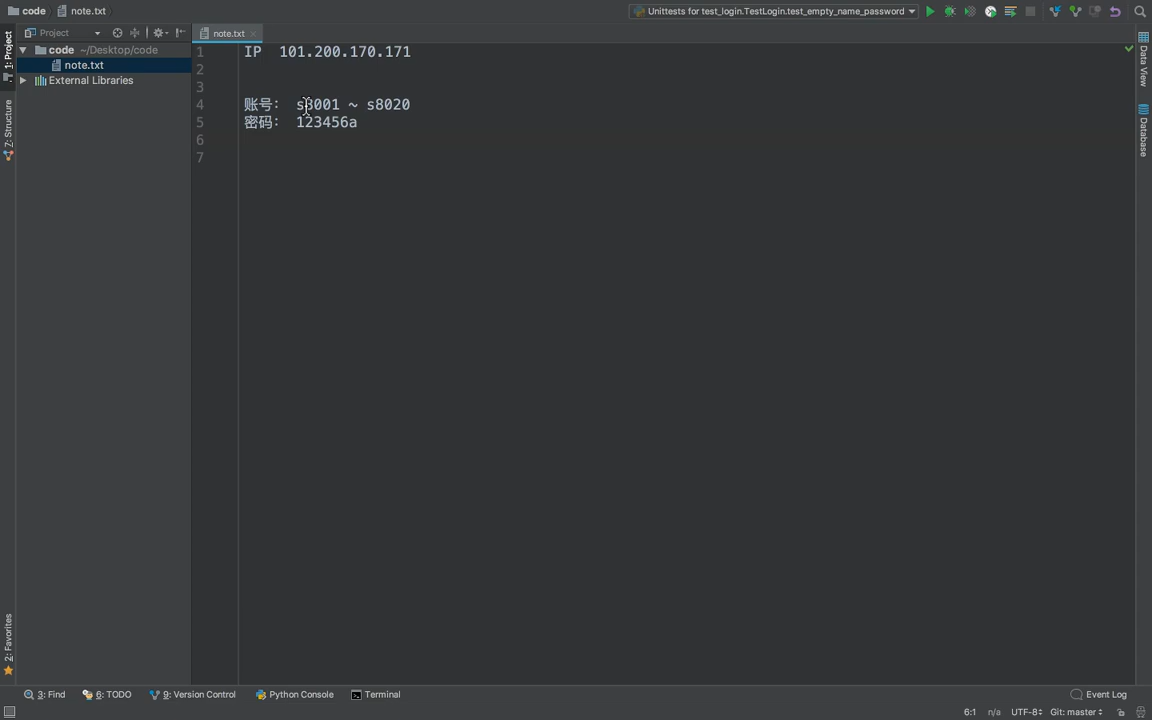 code
note.txt
Unittests for test_login.TestLogin.test_empty_name_password
1: Project
Project
note.txt
code ~/Desktop/code
note.txt
External Libraries
Z: Structure
2: Favorites
1 IP 101.200.170.171
2
3
4 账号： s8001 ~ s8020
5 密码： 123456a
6
7
Data View
Database
3: Find
6: TODO
9: Version Control
Python Console
Terminal
Event Log
6:1 n/a UTF-8 Git: master